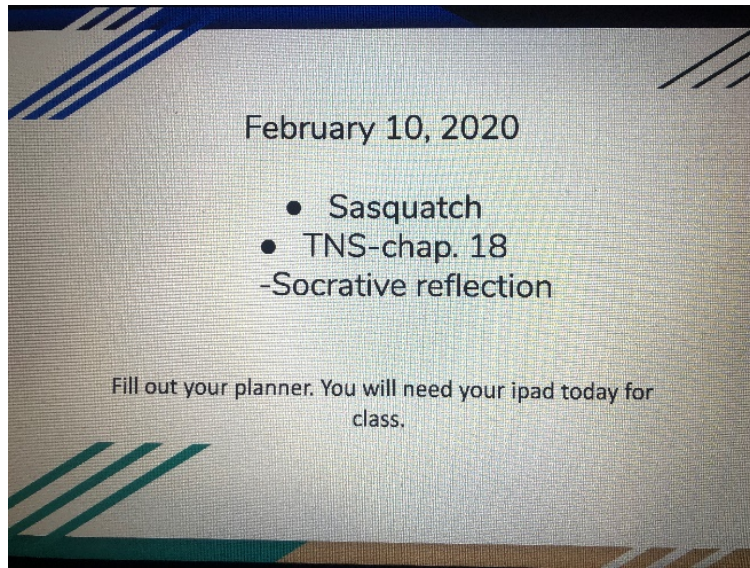 February 10, 2020
● Sasquatch
● TNS-chap. 18
-Socrative reflection
Fill out your planner. You will need your ipad today for
class.